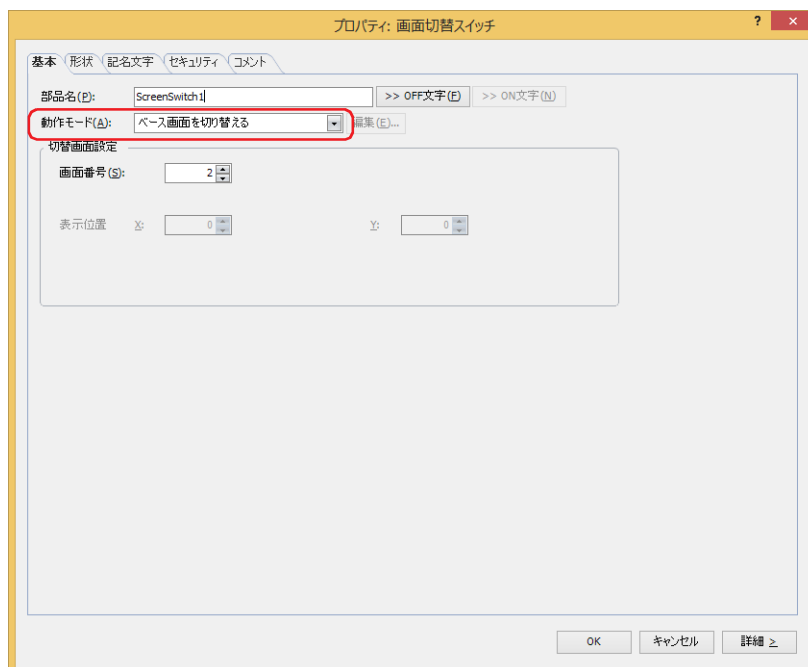 プロパティ: 画面切替スイッチ ? ×
基本 形状 記名文字 セキュリティ コメント
部品名(P): ScreenSwitch1 >> OFF文字(F) >> ON文字(N)
動作モード(A): ベース画面を切り替える 編集(E)...
切替画面設定
画面番号(S): 2
表示位置 X: 0 Y: 0
OK キャンセル 詳細 >